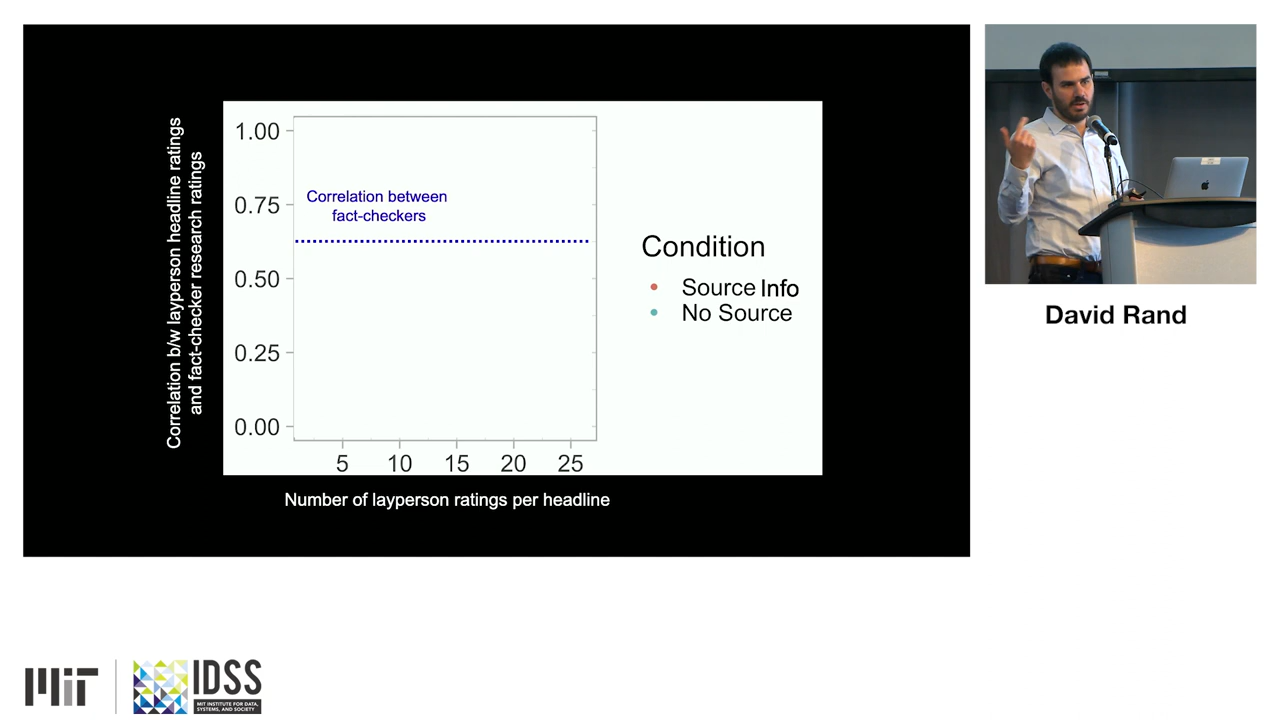 Correlation b/w layperson headline ratings
and fact-checker research ratings
1.00
0.75
0.50
0.25
0.00
Correlation between
fact-checkers
5 10 15 20 25
Number of layperson ratings per headline
Condition
Source Info
No Source
David Rand
MIT
IDSS
MIT INSTITUTE FOR DATA,
SYSTEMS, AND SOCIETY